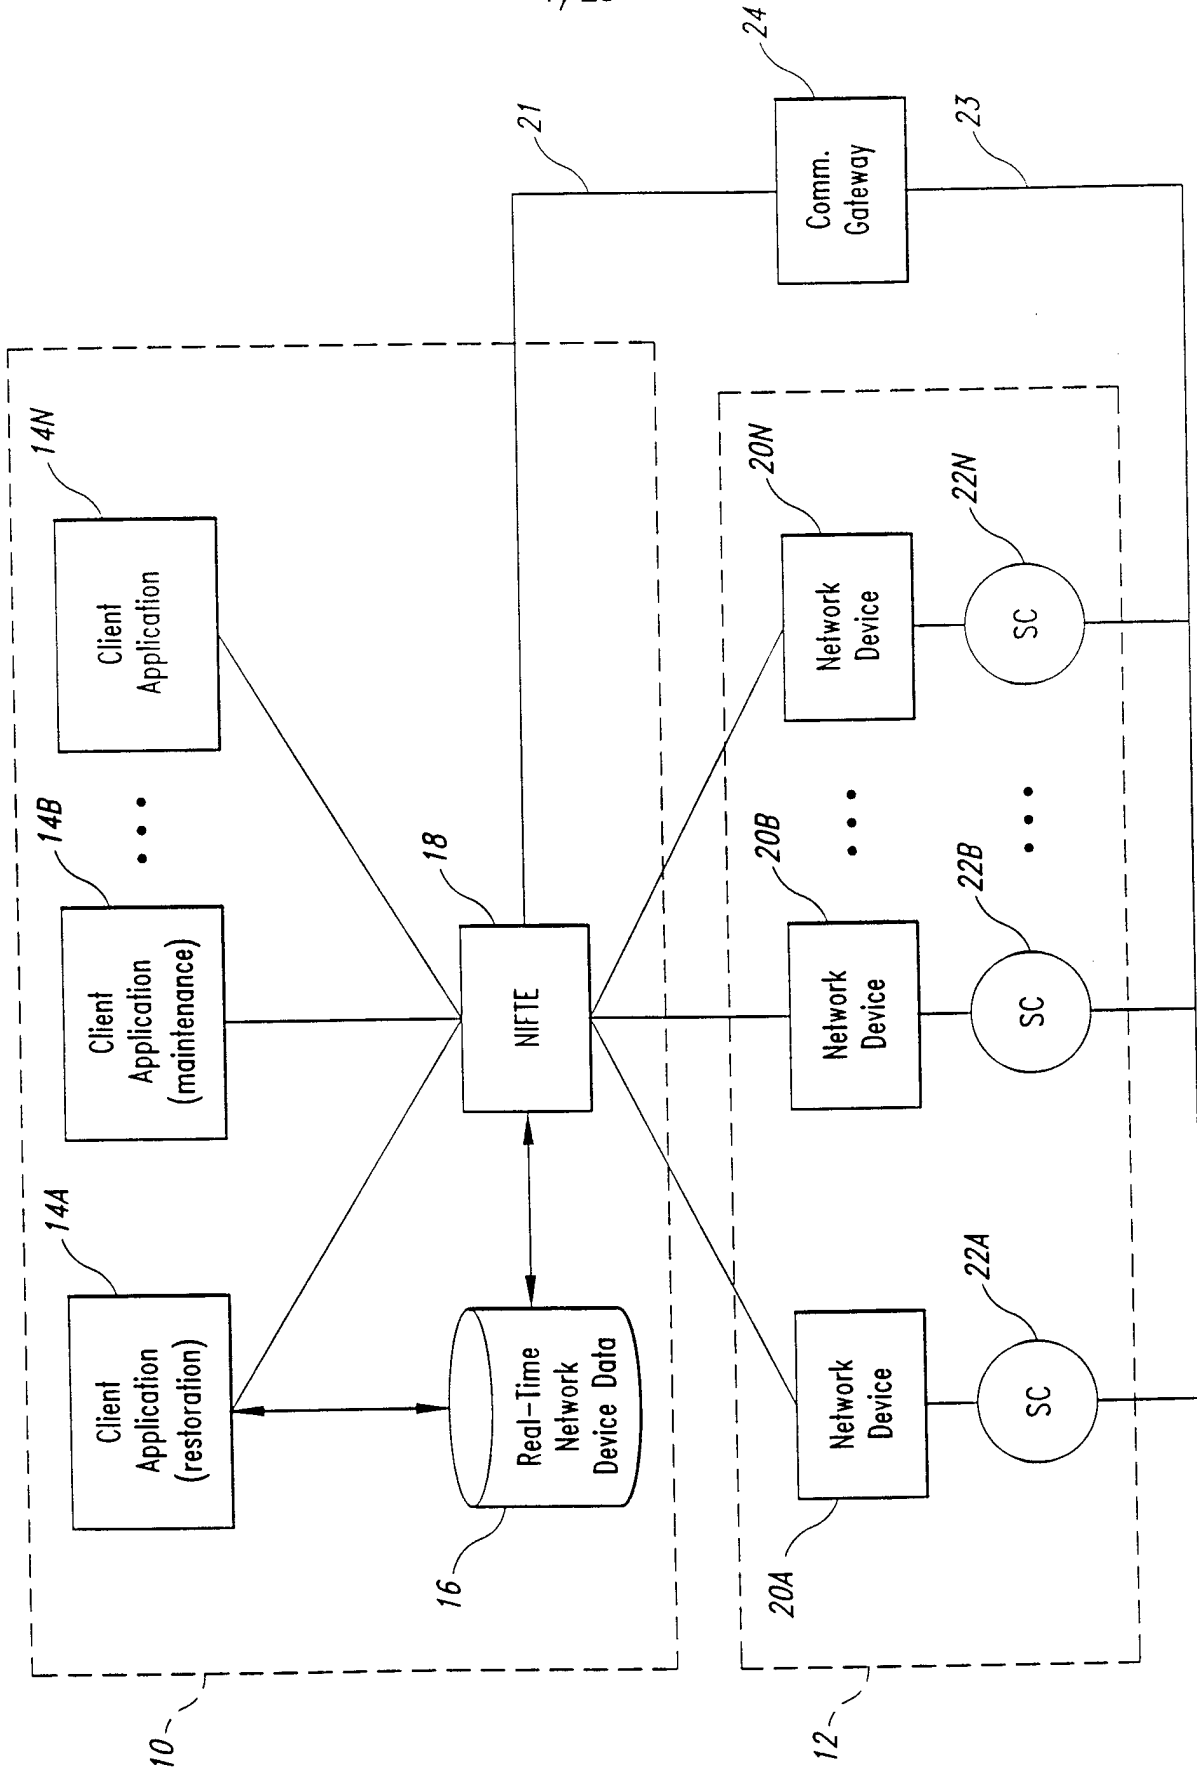 10
14A
14B
14N
Client
Application
(restoration)
Client
Application
(maintenance)
Client
Application
16
Real-Time
Network
Device Data
18
NIFTE
21
24
Comm.
Gateway
23
12
20A
Network
Device
20B
Network
Device
20N
Network
Device
22A
SC
22B
SC
22N
SC